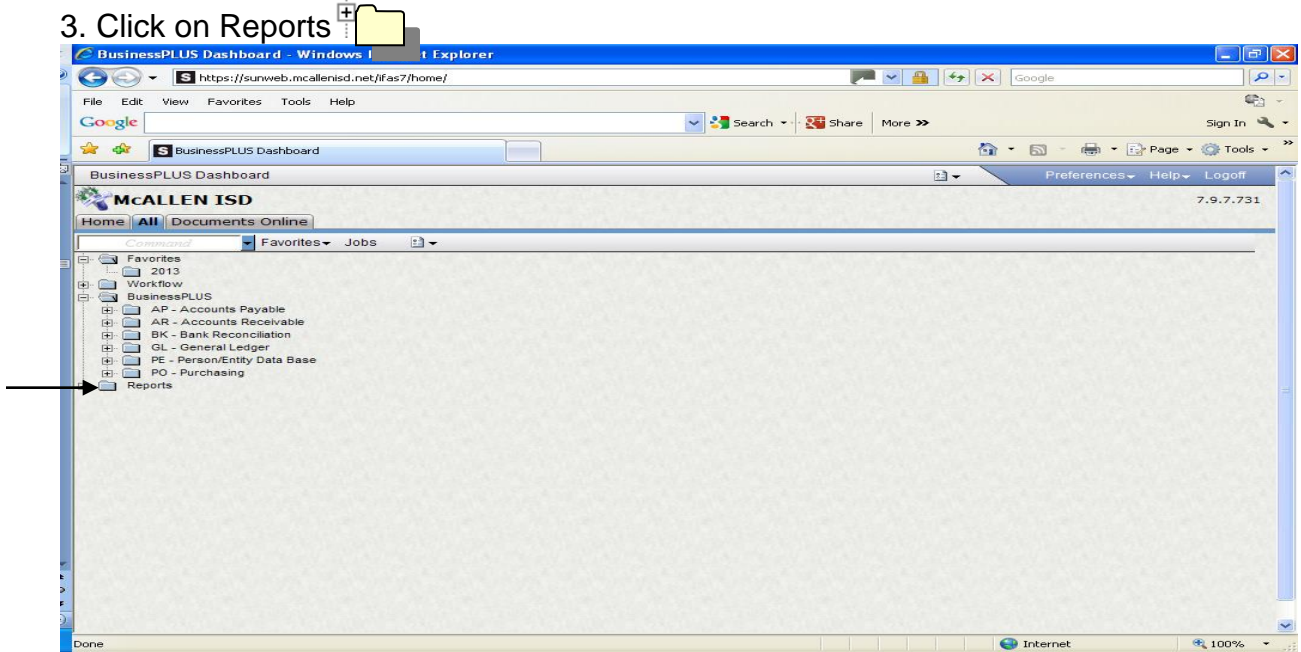 3. Click on Reports
BusinessPLUS Dashboard - Windows I t Explorer
https://sunweb.mcallenisd.net/ifas7/home/
Google
File Edit View Favorites Tools Help
Google Search Share More >> Sign In
BusinessPLUS Dashboard Page Tools >>
BusinessPLUS Dashboard Preferences Help Logoff
McALLEN ISD 7.9.7.731
Home All Documents Online
Command Favorites Jobs
Favorites
2013
Workflow
BusinessPLUS
AP - Accounts Payable
AR - Accounts Receivable
BK - Bank Reconciliation
GL - General Ledger
PE - Person/Entity Data Base
PO - Purchasing
Reports
Done Internet 100%